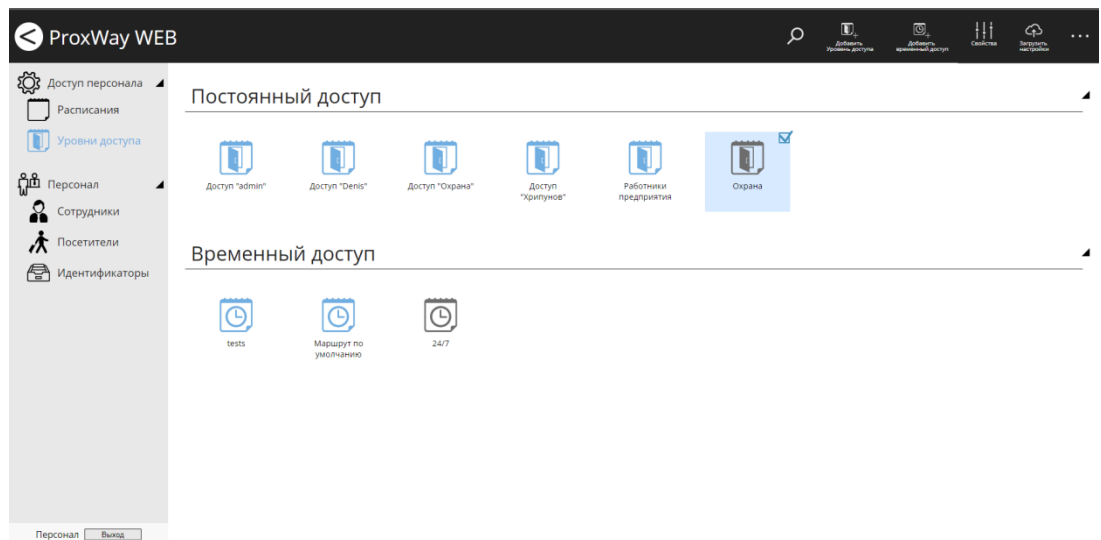 ProxWay WEB
Добавить
Уровень доступа
Добавить
временный доступ
Свойства
Загрузить
настройки
Доступ персонала
Расписания
Уровни доступа
Персонал
Сотрудники
Посетители
Идентификаторы
Постоянный доступ
Доступ "admin"
Доступ "Denis"
Доступ "Охрана"
Доступ
"Хрипунов"
Работники
предприятия
Охрана
Временный доступ
tests
Маршрут по
умолчанию
24/7
Персонал
Выход